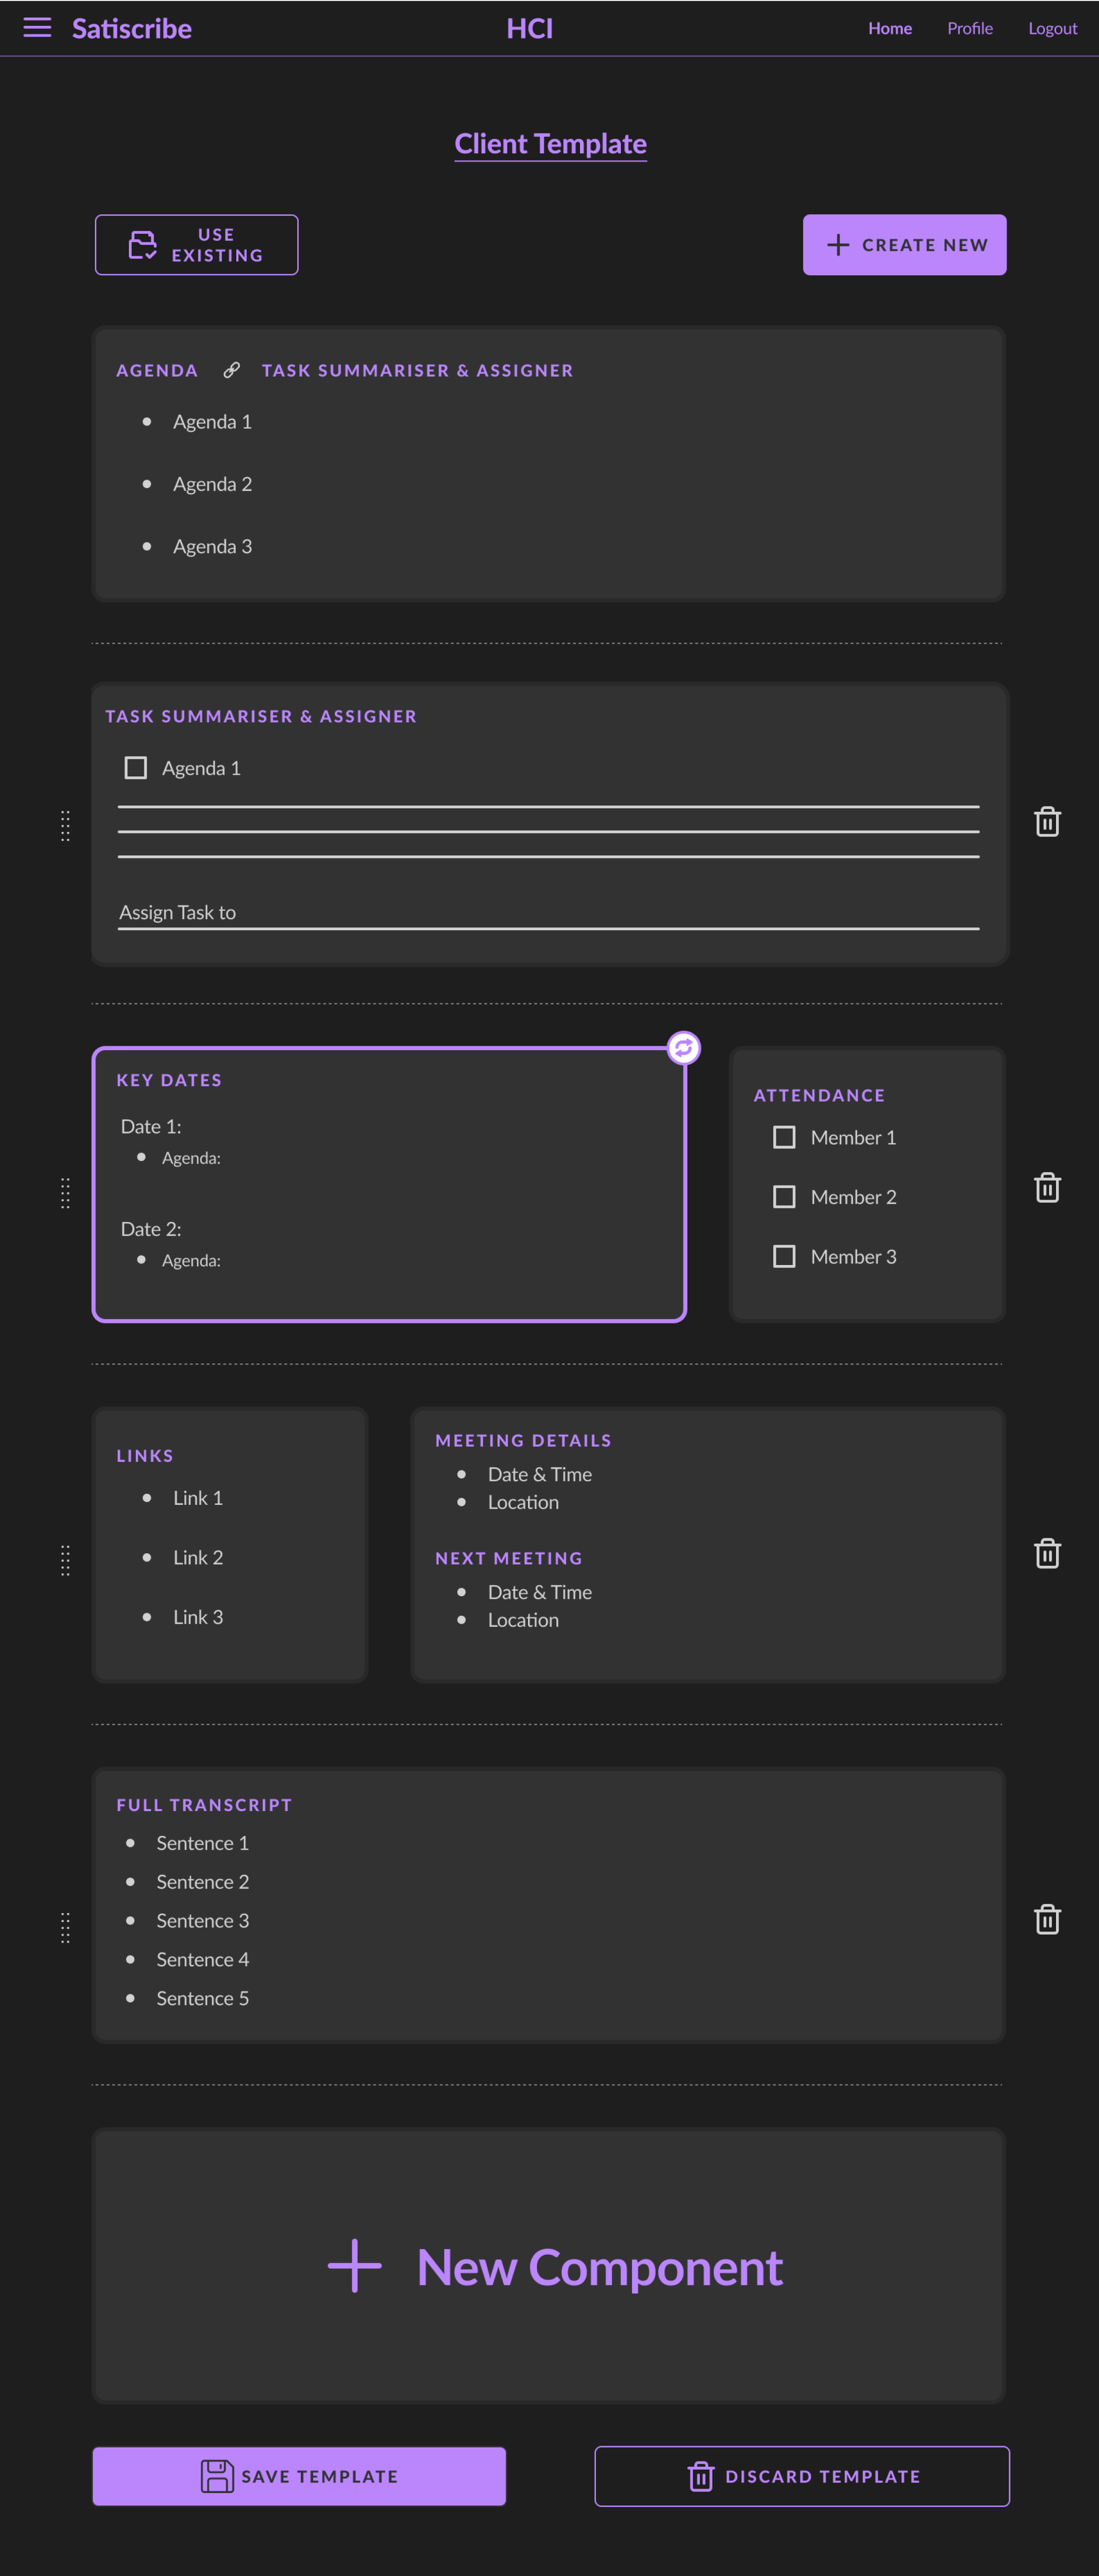 Satiscribe
HCI
Home
Profile
Logout
Client Template
USE
EXISTING
CREATE NEW
AGENDA
TASK SUMMARISER & ASSIGNER
Agenda 1
Agenda 2
Agenda 3
TASK SUMMARISER & ASSIGNER
Agenda 1
Assign Task to
KEY DATES
Date 1:
Agenda:
Date 2:
Agenda:
ATTENDANCE
Member 1
Member 2
Member 3
LINKS
Link 1
Link 2
Link 3
MEETING DETAILS
Date & Time
Location
NEXT MEETING
Date & Time
Location
FULL TRANSCRIPT
Sentence 1
Sentence 2
Sentence 3
Sentence 4
Sentence 5
New Component
SAVE TEMPLATE
DISCARD TEMPLATE